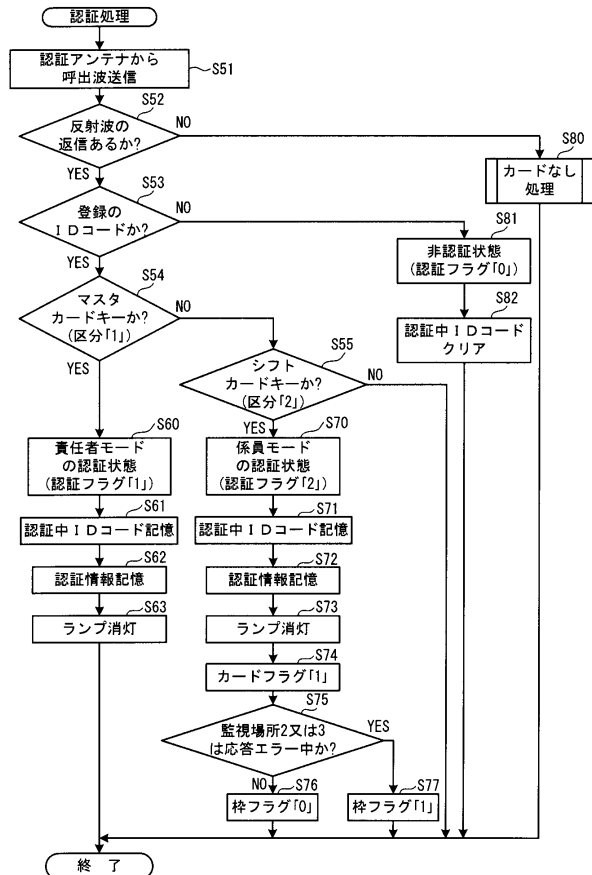 認証処理
認証アンテナから
呼出波送信
S51
反射波の
返信あるか?
S52
NO
YES
S80
カードなし
処理
登録の
IDコードか?
S53
NO
YES
S81
非認証状態
(認証フラグ「0」)
S82
認証中IDコード
クリア
マスタ
カードキーか?
(区分「1」)
S54
NO
YES
シフト
カードキーか?
(区分「2」)
S55
NO
YES
S60
責任者モード
の認証状態
(認証フラグ「1」)
S61
認証中IDコード記憶
S62
認証情報記憶
S63
ランプ消灯
S70
係員モード
の認証状態
(認証フラグ「2」)
S71
認証中IDコード記憶
S72
認証情報記憶
S73
ランプ消灯
S74
カードフラグ「1」
S75
監視場所2又は3
は応答エラー中か?
YES
NO
S76
枠フラグ「0」
S77
枠フラグ「1」
終 了